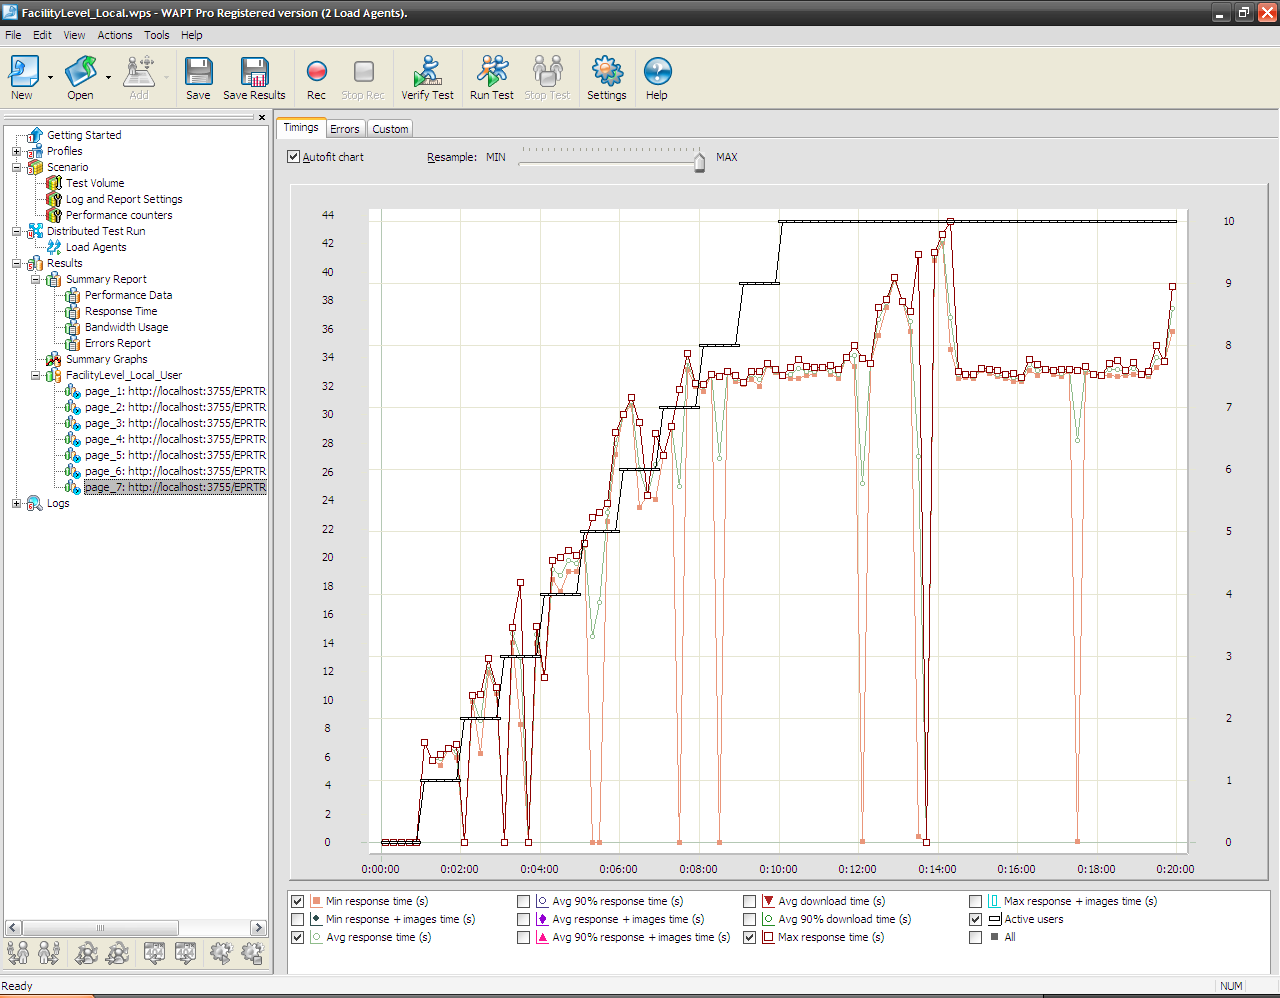 FacilityLevel_Local.wps - WAPT Pro Registered version (2 Load Agents).
File Edit View Actions Tools Help
New Open Add Save Save Results Rec Stop Rec Verify Test Run Test Stop Test Settings Help
Getting Started
Profiles
Scenario
Test Volume
Log and Report Settings
Performance counters
Distributed Test Run
Load Agents
Results
Summary Report
Performance Data
Response Time
Bandwidth Usage
Errors Report
Summary Graphs
FacilityLevel_Local_User
page_1: http://localhost:3755/EPRTR
page_2: http://localhost:3755/EPRTR
page_3: http://localhost:3755/EPRTR
page_4: http://localhost:3755/EPRTR
page_5: http://localhost:3755/EPRTR
page_6: http://localhost:3755/EPRTR
page_7: http://localhost:3755/EPRTR
Logs
Timings Errors Custom
Autofit chart Resample: MIN MAX
44
42
40
38
36
34
32
30
28
26
24
22
20
18
16
14
12
10
8
6
4
2
0
10
9
8
7
6
5
4
3
2
1
0
0:00:00 0:02:00 0:04:00 0:06:00 0:08:00 0:10:00 0:12:00 0:14:00 0:16:00 0:18:00 0:20:00
Min response time (s) Avg 90% response time (s) Avg download time (s) Max response + images time (s)
Min response + images time (s) Avg response + images time (s) Avg 90% download time (s) Active users
Avg response time (s) Avg 90% response + images time (s) Max response time (s) All
Ready NUM